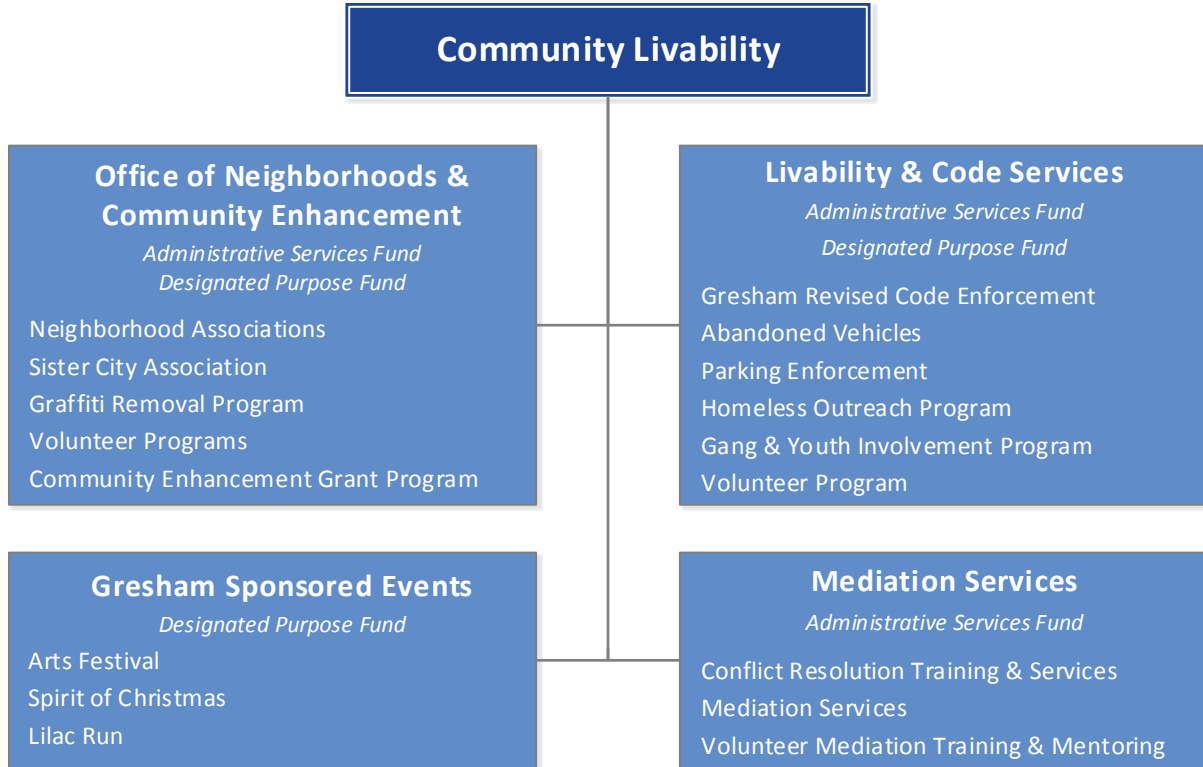 Community Livability
Office of Neighborhoods &
Community Enhancement
Administrative Services Fund
Designated Purpose Fund
Neighborhood Associations
Sister City Association
Graffiti Removal Program
Volunteer Programs
Community Enhancement Grant Program
Livability & Code Services
Administrative Services Fund
Designated Purpose Fund
Gresham Revised Code Enforcement
Abandoned Vehicles
Parking Enforcement
Homeless Outreach Program
Gang & Youth Involvement Program
Volunteer Program
Gresham Sponsored Events
Designated Purpose Fund
Arts Festival
Spirit of Christmas
Lilac Run
Mediation Services
Administrative Services Fund
Conflict Resolution Training & Services
Mediation Services
Volunteer Mediation Training & Mentoring